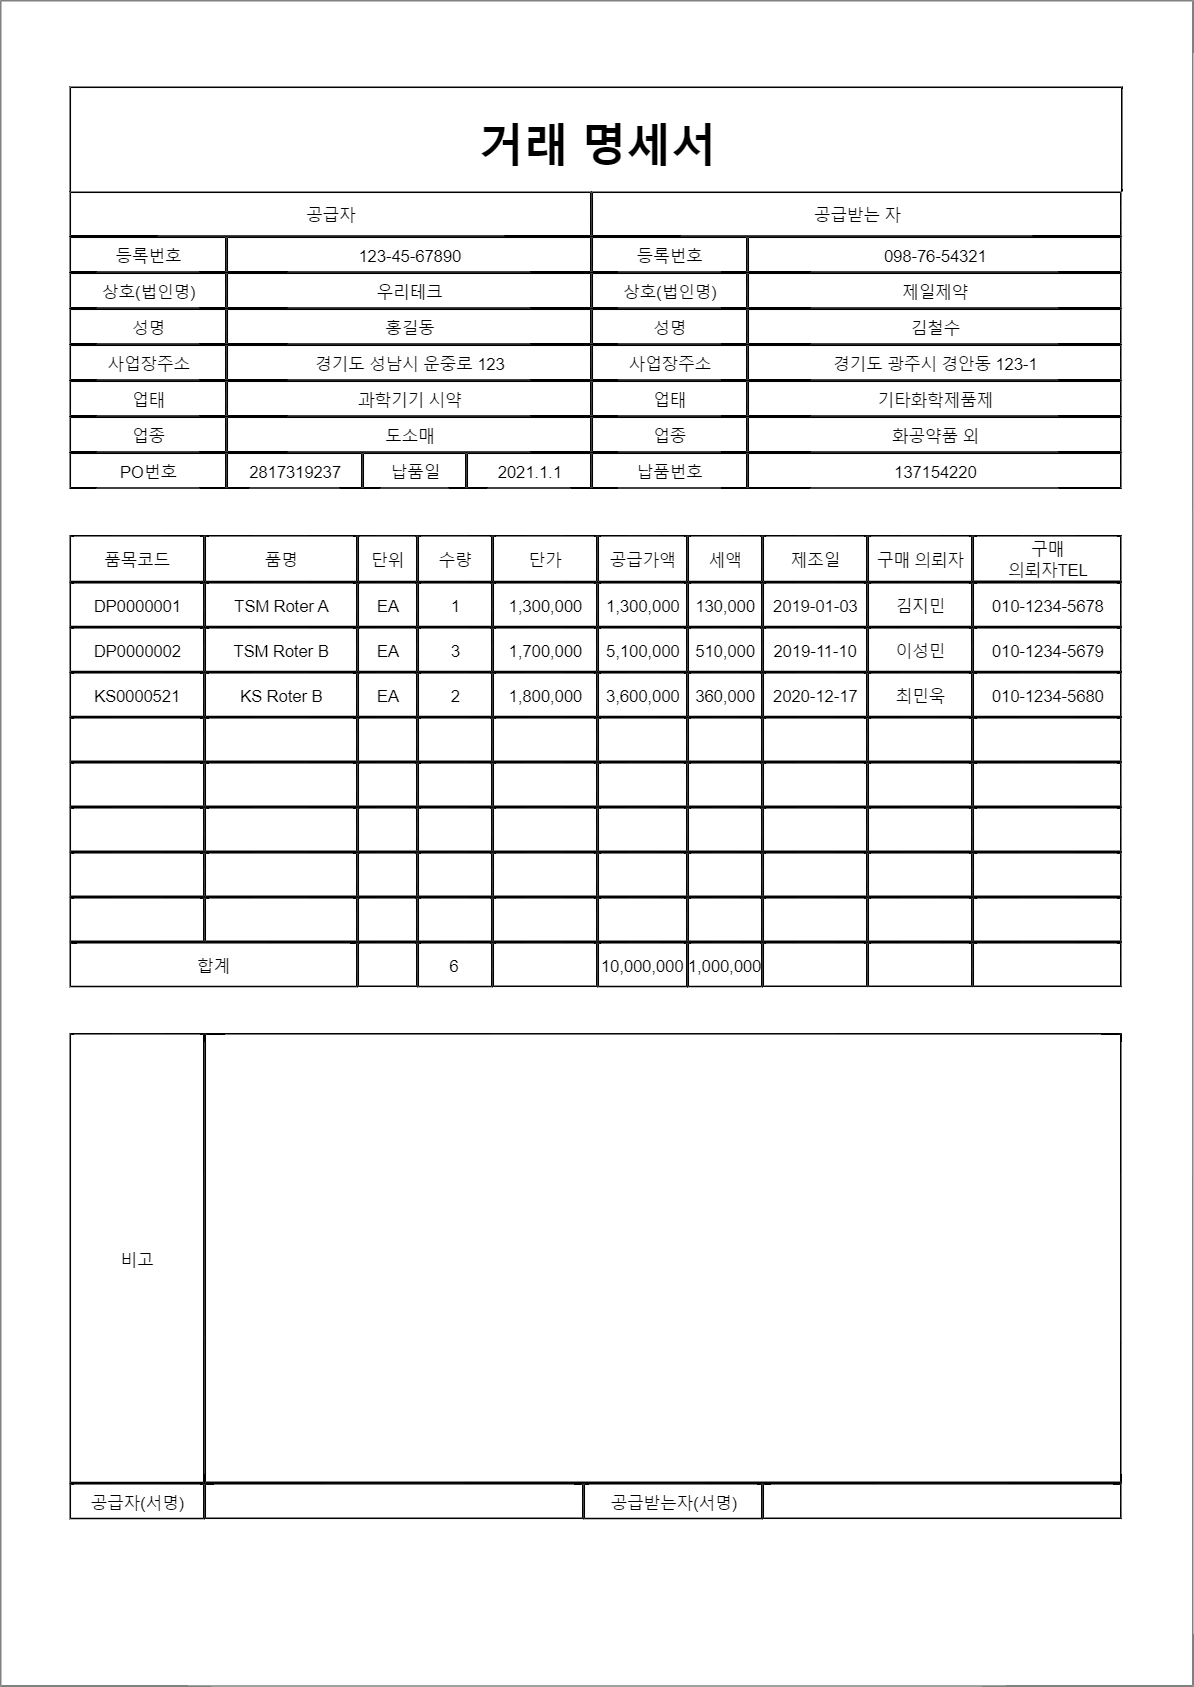 거래 명세서
공급자 공급받는 자
등록번호 123-45-67890 등록번호 098-76-54321
상호(법인명) 우리테크 상호(법인명) 제일제약
성명 홍길동 성명 김철수
사업장주소 경기도 성남시 운중로 123 사업장주소 경기도 광주시 경안동 123-1
업태 과학기기 시약 업태 기타화학제품제
업종 도소매 업종 화공약품 외
PO번호 2817319237 납품일 2021.1.1 납품번호 137154220
품목코드 품명 단위 수량 단가 공급가액 세액 제조일 구매 의뢰자 구매
의뢰자TEL
DP0000001 TSM Roter A EA 1 1,300,000 1,300,000 130,000 2019-01-03 김지민 010-1234-5678
DP0000002 TSM Roter B EA 3 1,700,000 5,100,000 510,000 2019-11-10 이성민 010-1234-5679
KS0000521 KS Roter B EA 2 1,800,000 3,600,000 360,000 2020-12-17 최민욱 010-1234-5680
합계 6 10,000,000 1,000,000
비고
공급자(서명) 공급받는자(서명)